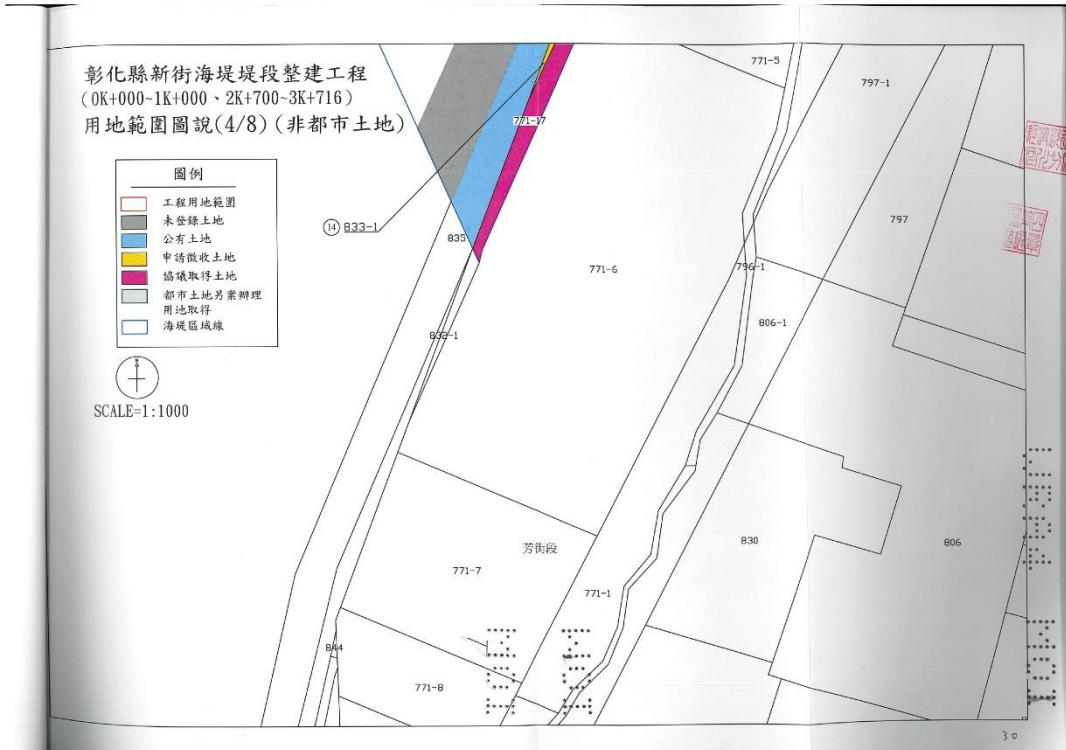 彰化縣新街海堤堤段整建工程
(0K+000~1K+000、2K+700~3K+716)
用地範圍圖說(4/8)(非都市土地)
圖例
工程用地範圍
未登錄土地
公有土地
申請徵收土地
協議取得土地
都市土地另案辦理
用地取得
海堤區域線
N
SCALE=1:1000
14 833-1
771-17
835
832-1
771-6
771-5
797-1
797
796-1
806-1
830
806
芳街段
771-7
771-1
844
771-8
30